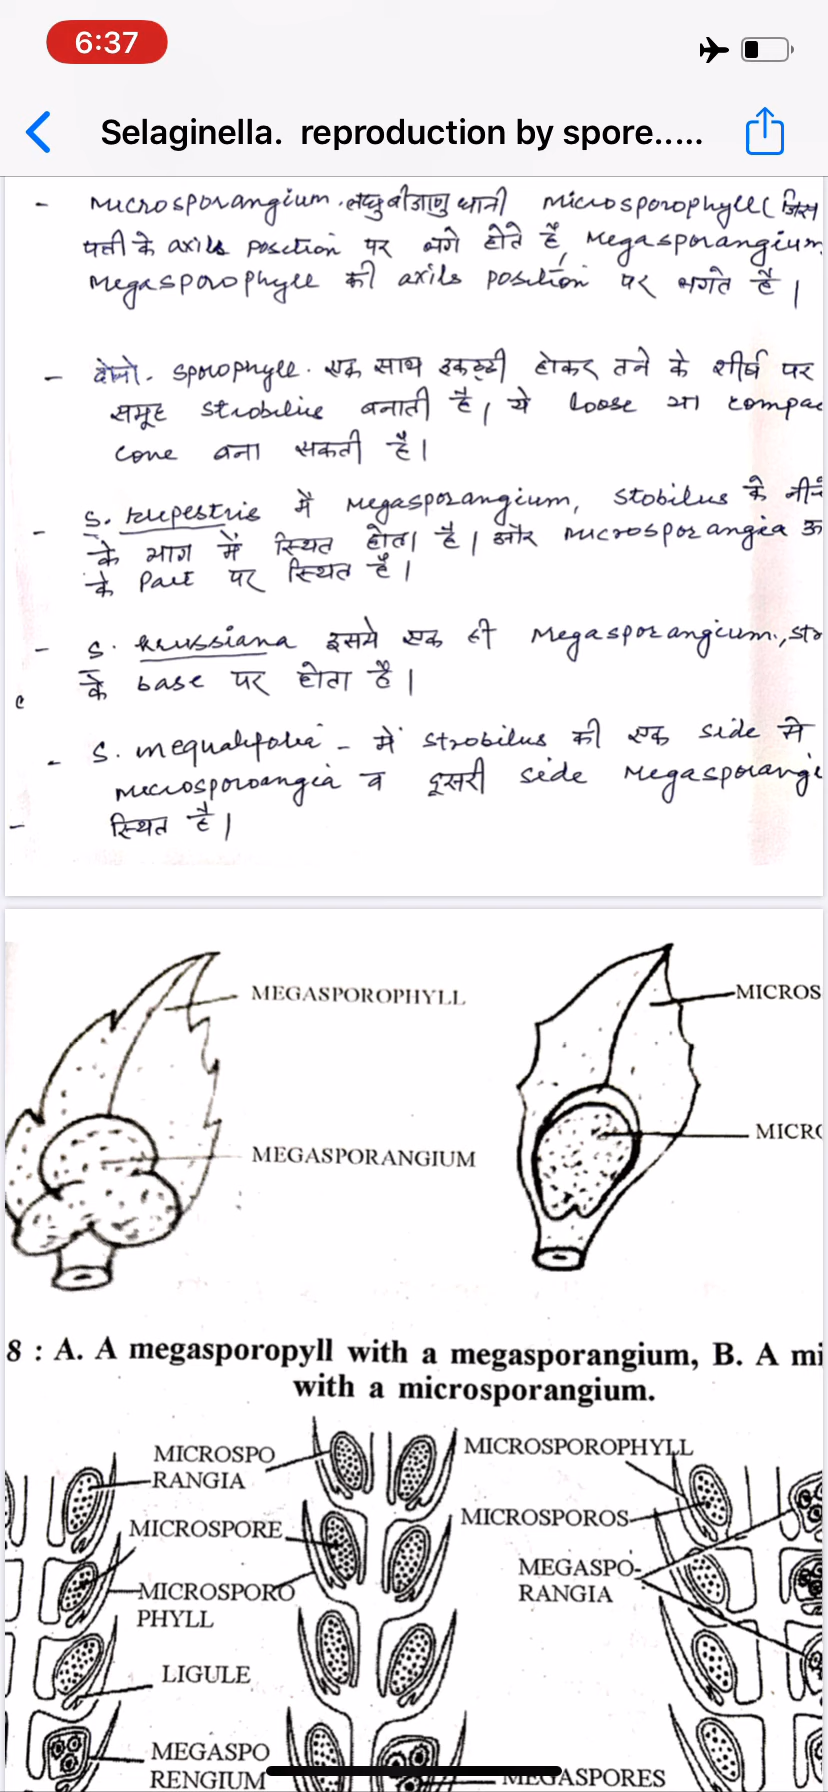 6:37
Selaginella. reproduction by spore.....
- Microsporangium लघुबीजाणु धानी Microsporophyll ( जिस
पत्ती के axils position पर लगे होते हैं, Megasporangium
Megasporophyll की axils position पर लगते हैं |
- दोनो. sporophyll. एक साथ इकठ्ठी होकर तने के शीर्ष पर
समूह strobilus बनाती है, ये loose या compac
cone बना सकती है |
- S. rupestris में Megasporangium, Stobilus के नीच
के भाग में स्थित होता है | और microsporangia ऊ
के Part पर स्थित है |
- S. kraussiana इसमे एक ही Megasporangium, stro
के base पर होता है |
- S. inequalifolia - में strobilus की एक side में
microsporoangia व दूसरी side Megasporangi
- स्थित है |
MEGASPOROPHYLL
MICROS
MEGASPORANGIUM
MICRO
8 : A. A megasporopyll with a megasporangium, B. A mi
with a microsporangium.
MICROSPO
RANGIA
MICROSPOROPHYLL
MICROSPORE
MICROSPOROS
MEGASPO-
RANGIA
MICROSPORO
PHYLL
LIGULE
MEGASPO
RENGIUM
MEGASPORES